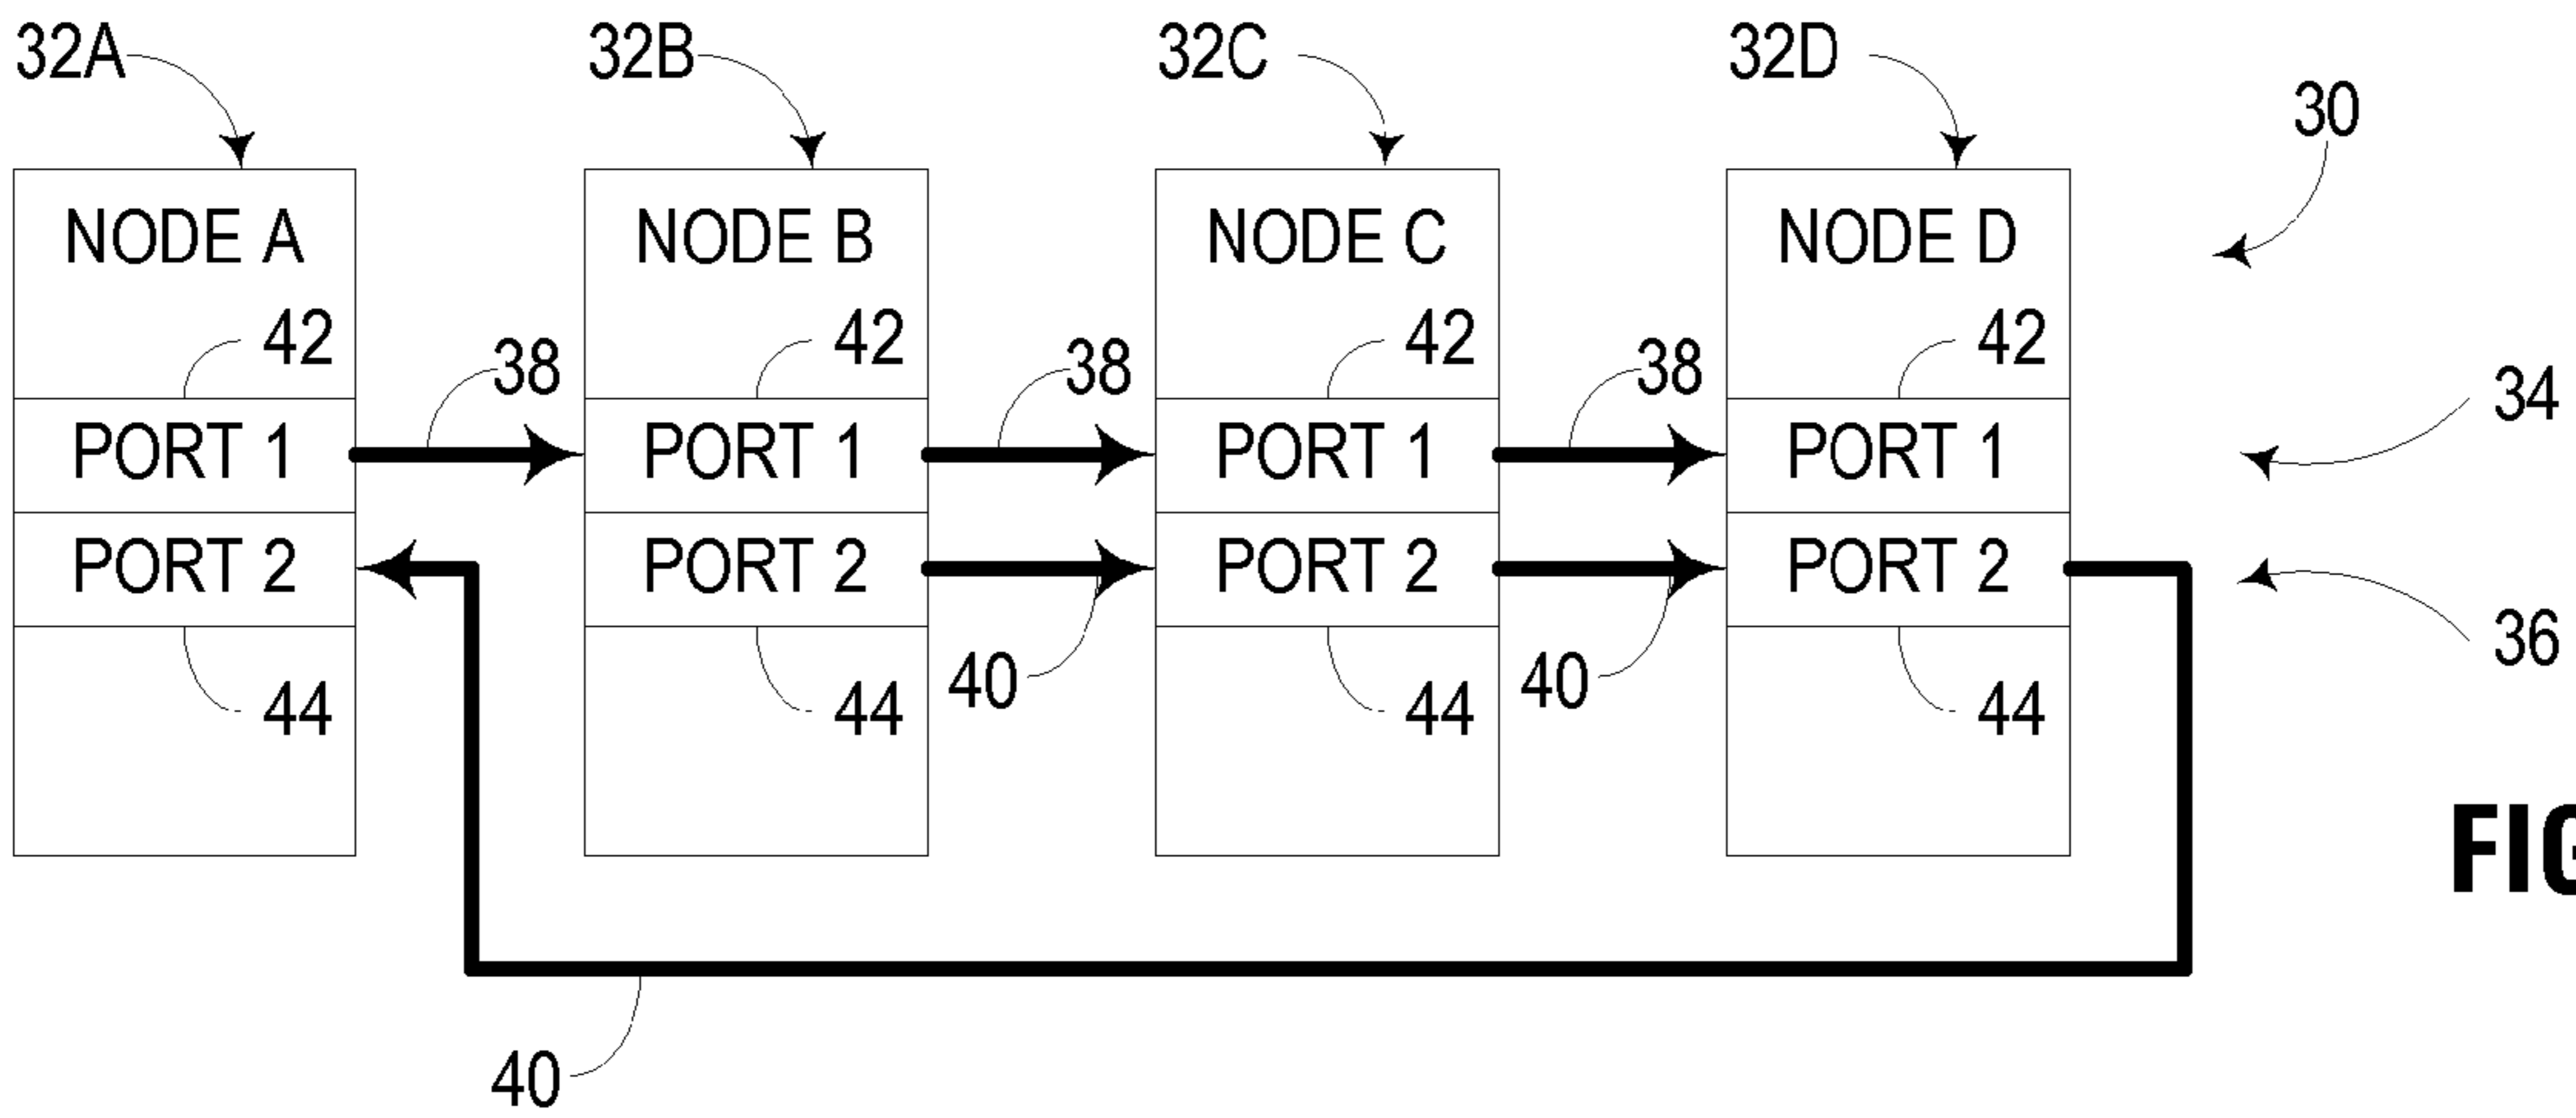 32A 32B 32C 32D
30
NODE A NODE B NODE C NODE D
42 42 42 42
38 38 38
34
PORT 1 PORT 1 PORT 1 PORT 1
PORT 2 PORT 2 PORT 2 PORT 2
36
40 40
44 44 44 44
40